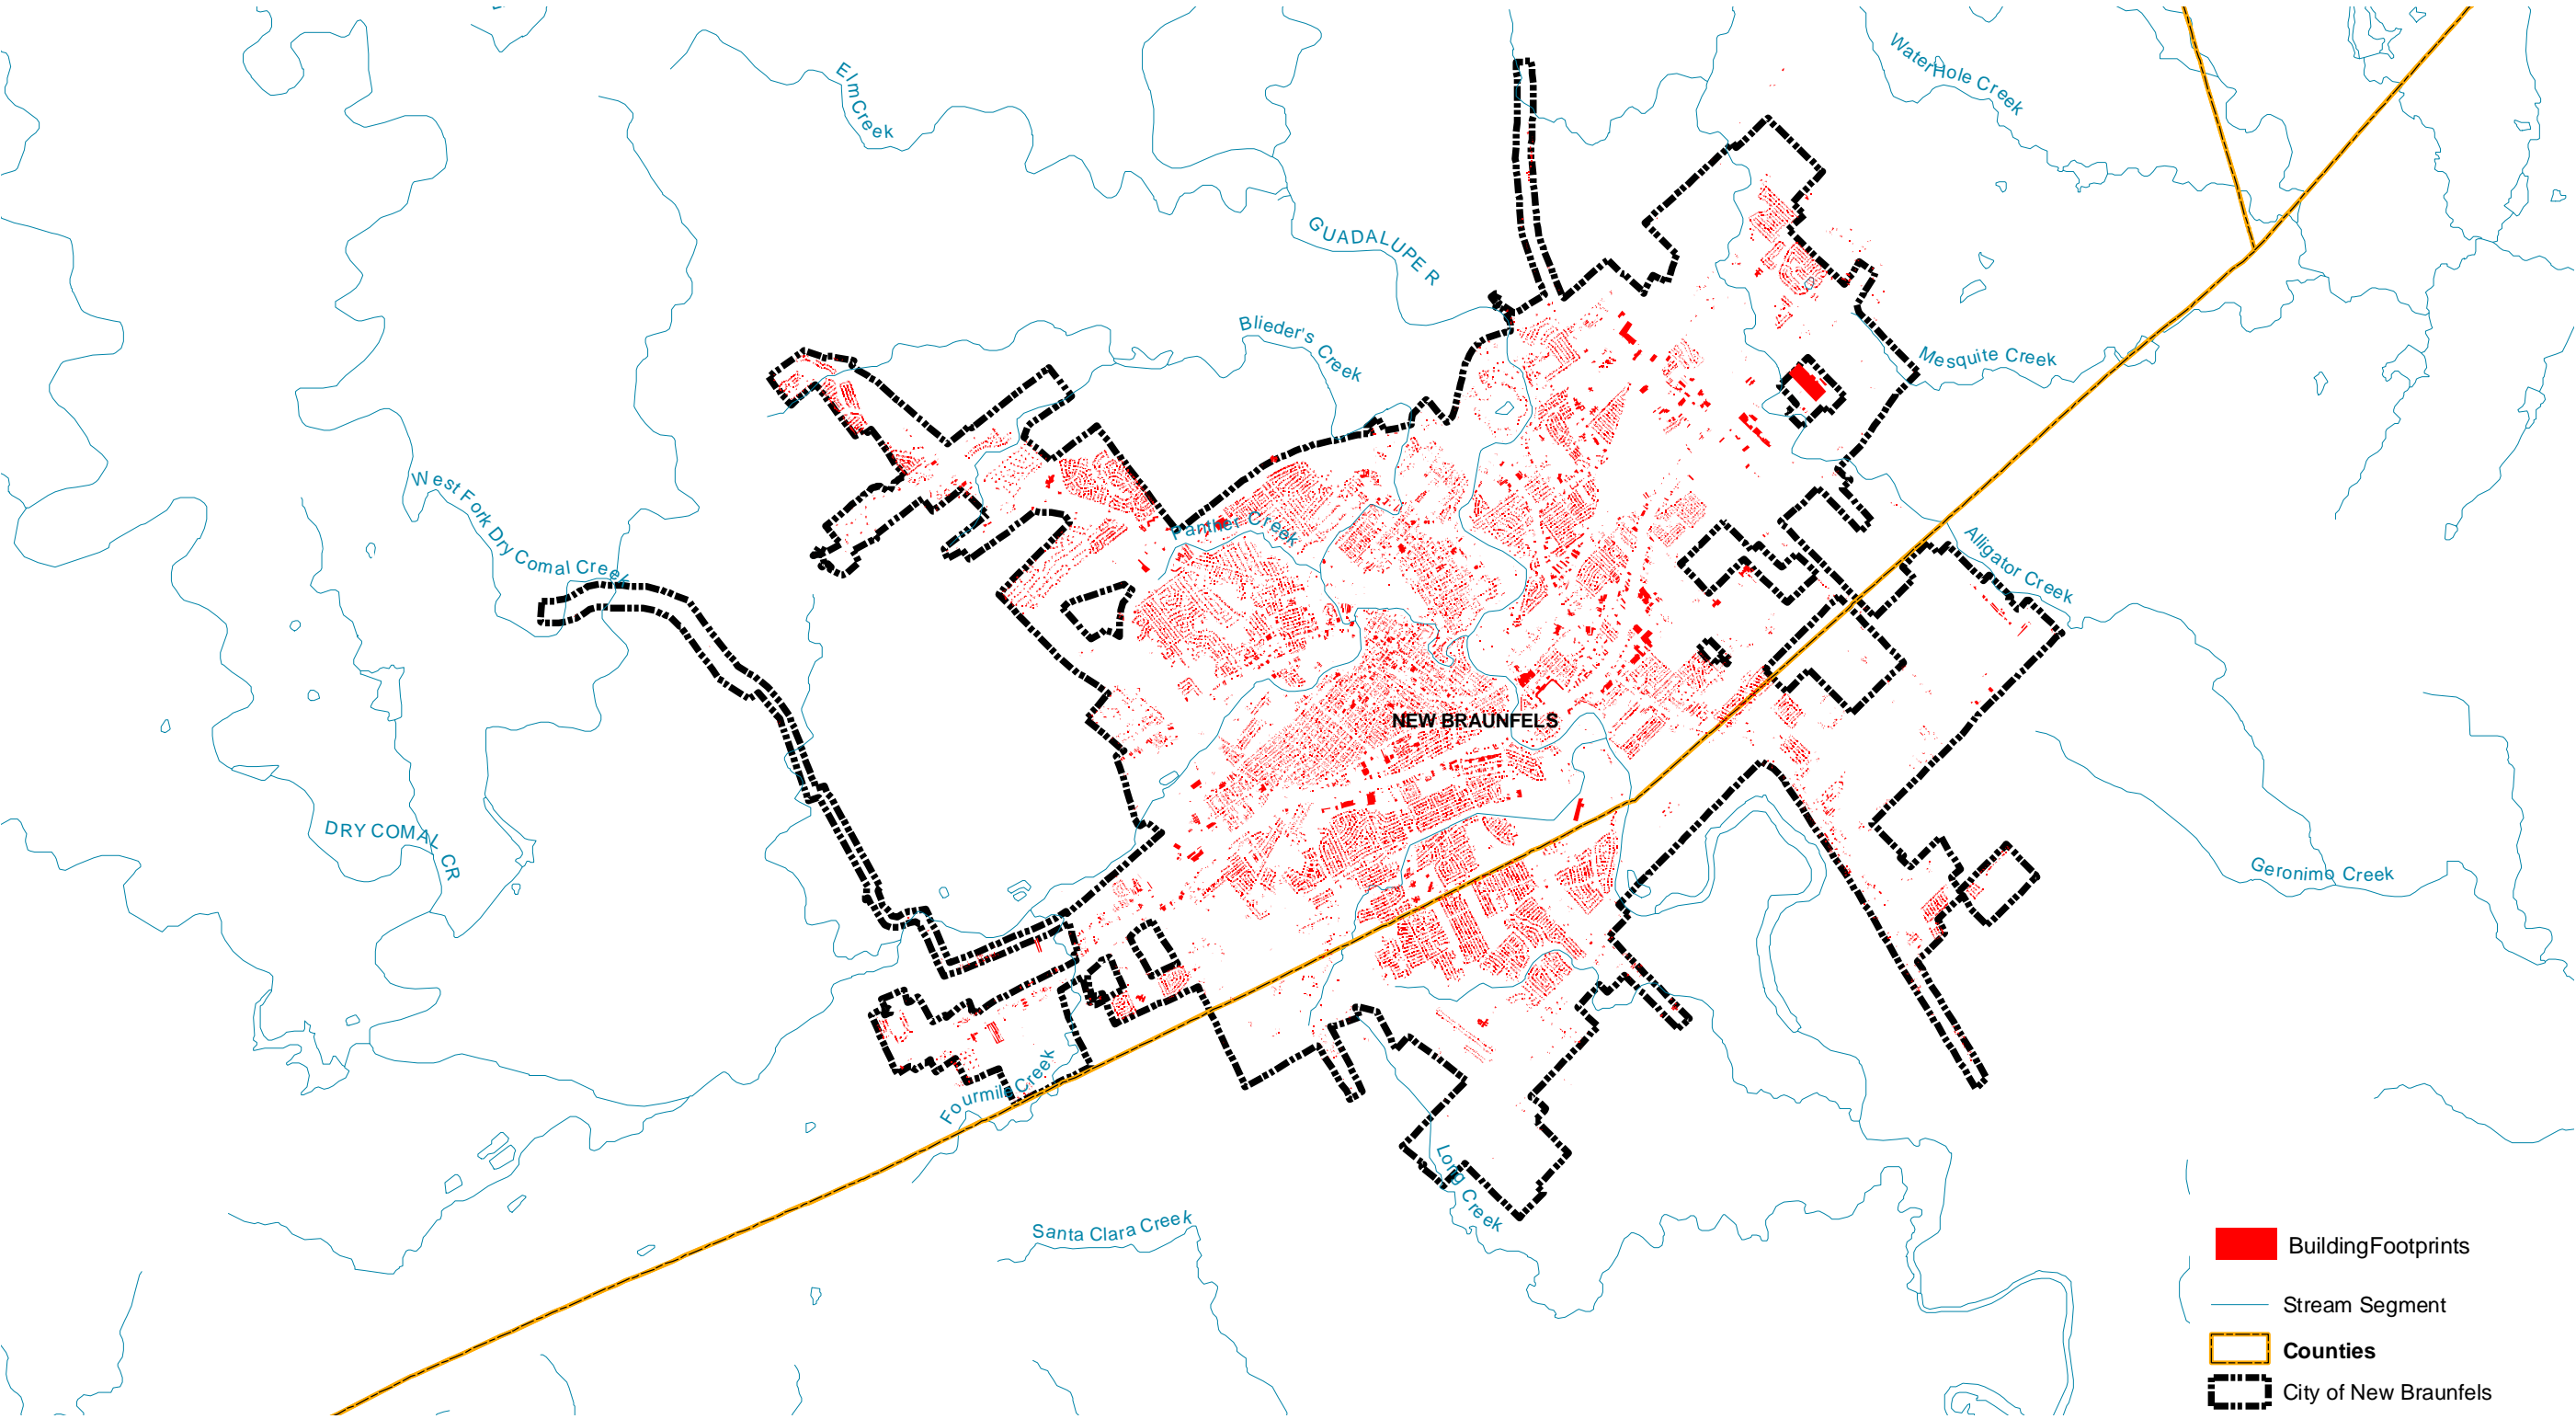 WaterHole Creek
Elm Creek
GUADALUPE R
Blieder's Creek
Mesquite Creek
West Fork Dry Comal Creek
Panther Creek
Alligator Creek
NEW BRAUNFELS
DRY COMAL CR
Geronimo Creek
Fourmile Creek
Long Creek
Santa Clara Creek
BuildingFootprints
Stream Segment
Counties
City of New Braunfels